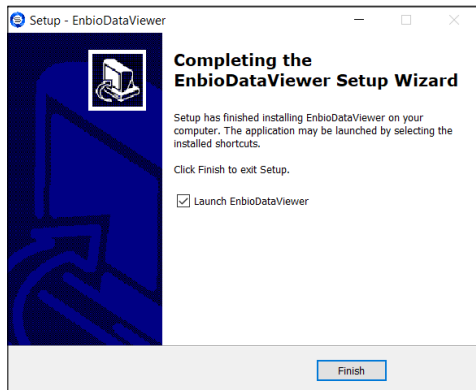 Setup - EnbioDataViewer
Completing the
EnbioDataViewer Setup Wizard
Setup has finished installing EnbioDataViewer on your
computer. The application may be launched by selecting the
installed shortcuts.
Click Finish to exit Setup.
Launch EnbioDataViewer
Finish